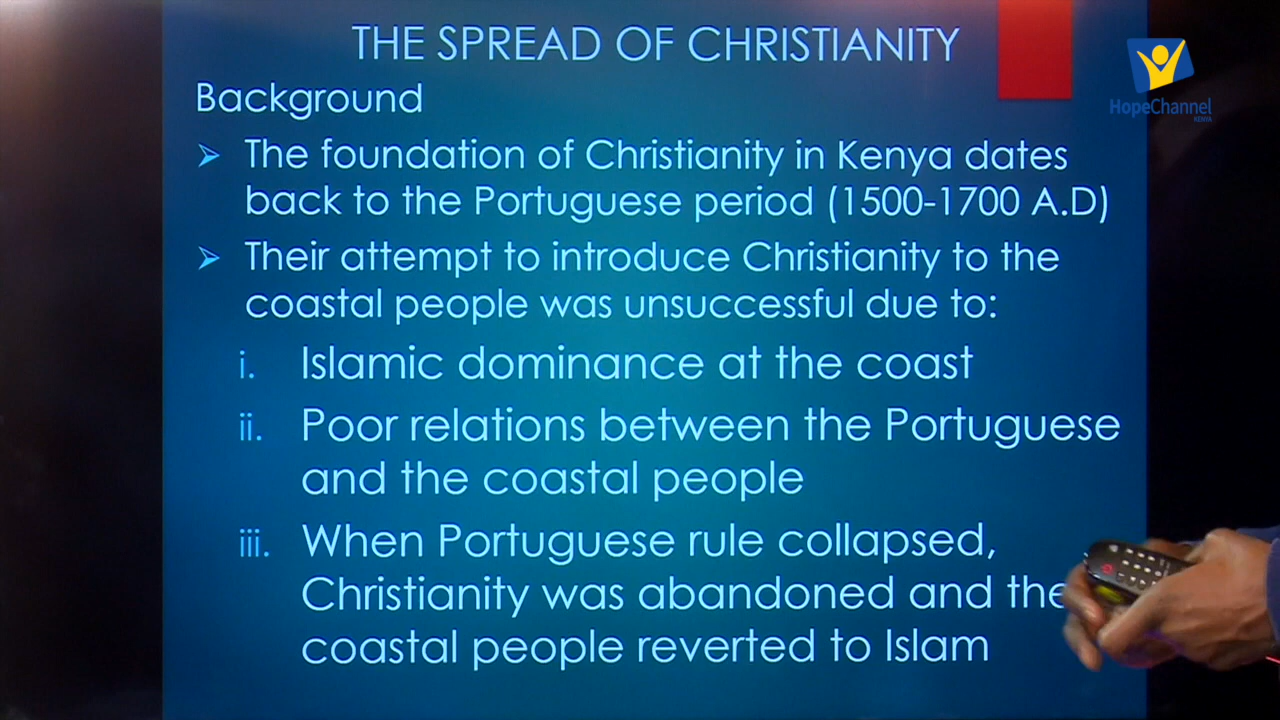 THE SPREAD OF CHRISTIANITY
HopeChannel
KENYA
Background
➢ The foundation of Christianity in Kenya dates
back to the Portuguese period (1500-1700 A.D)
➢ Their attempt to introduce Christianity to the
coastal people was unsuccessful due to:
i. Islamic dominance at the coast
ii. Poor relations between the Portuguese
and the coastal people
iii. When Portuguese rule collapsed,
Christianity was abandoned and the
coastal people reverted to Islam